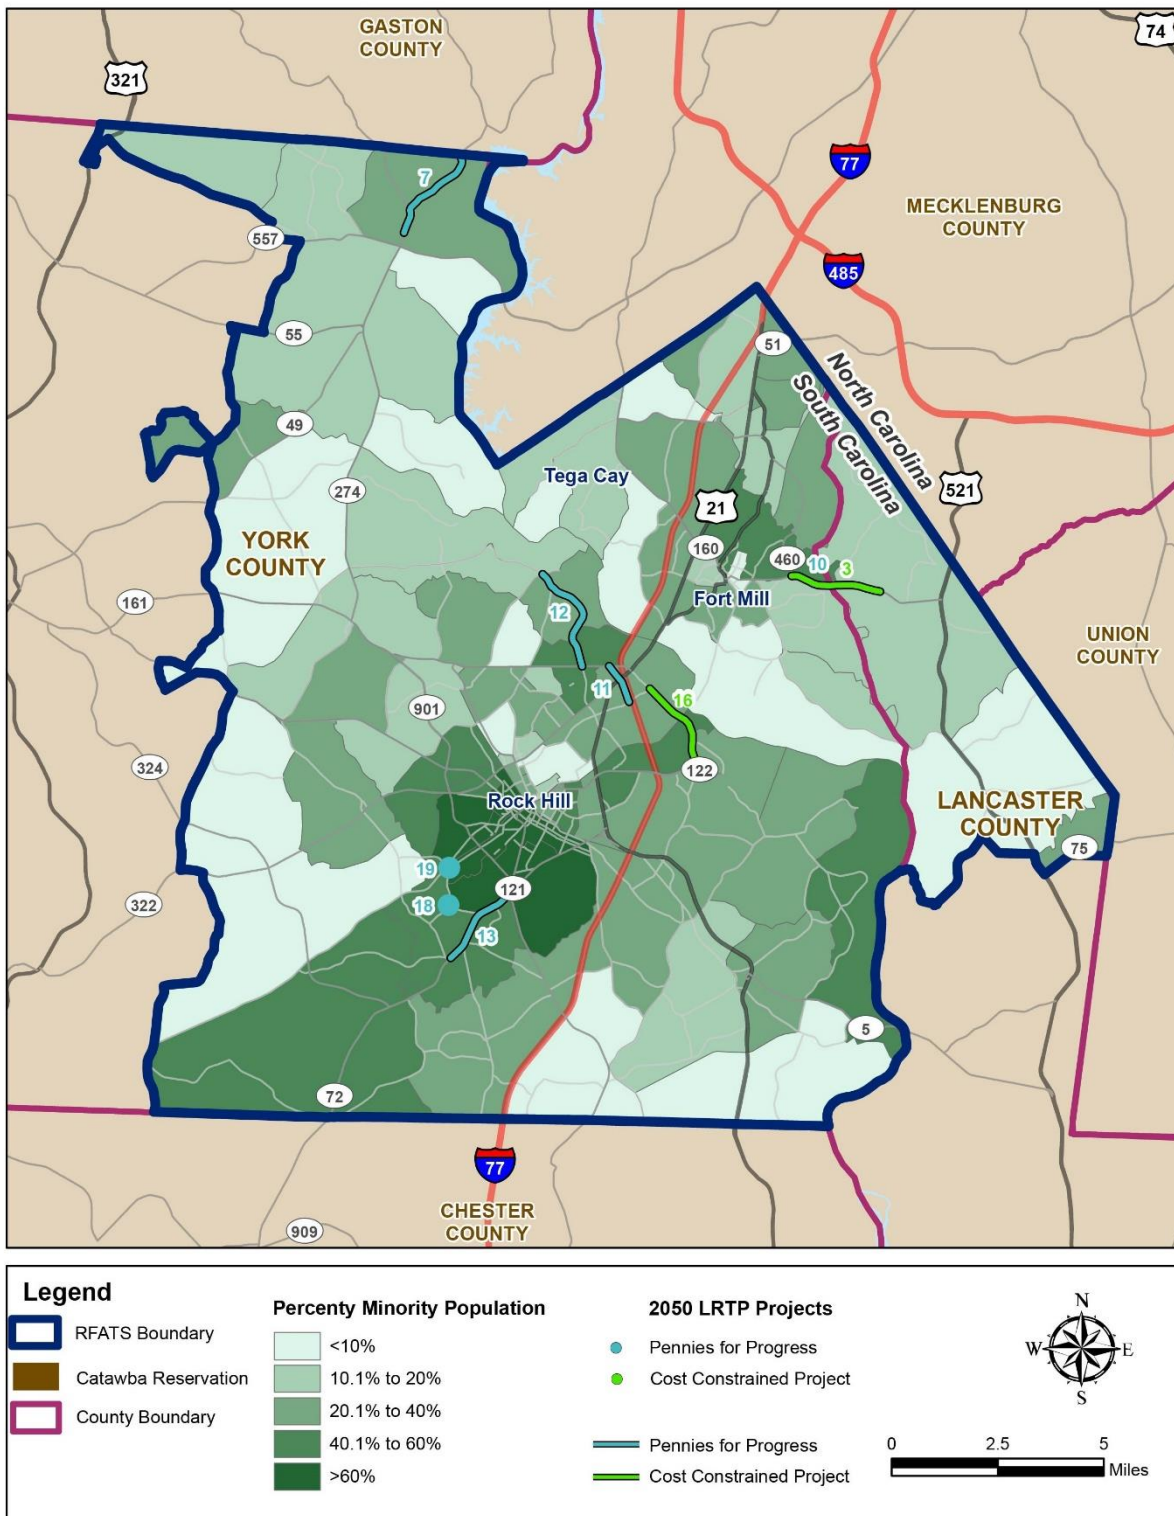 GASTON
COUNTY
74
321
77
7
MECKLENBURG
COUNTY
557
485
55
51
North Carolina
South Carolina
49
Tega Cay
274
521
21
YORK
COUNTY
160
460
10
3
161
12
Fort Mill
UNION
COUNTY
11
16
901
324
122
Rock Hill
LANCASTER
COUNTY
75
19
121
322
18
13
5
72
77
CHESTER
COUNTY
909
Legend
RFATS Boundary
Catawba Reservation
County Boundary
Percenty Minority Population
<10%
10.1% to 20%
20.1% to 40%
40.1% to 60%
>60%
2050 LRTP Projects
Pennies for Progress
Cost Constrained Project
Pennies for Progress
Cost Constrained Project
N
W E
S
0 2.5 5
Miles